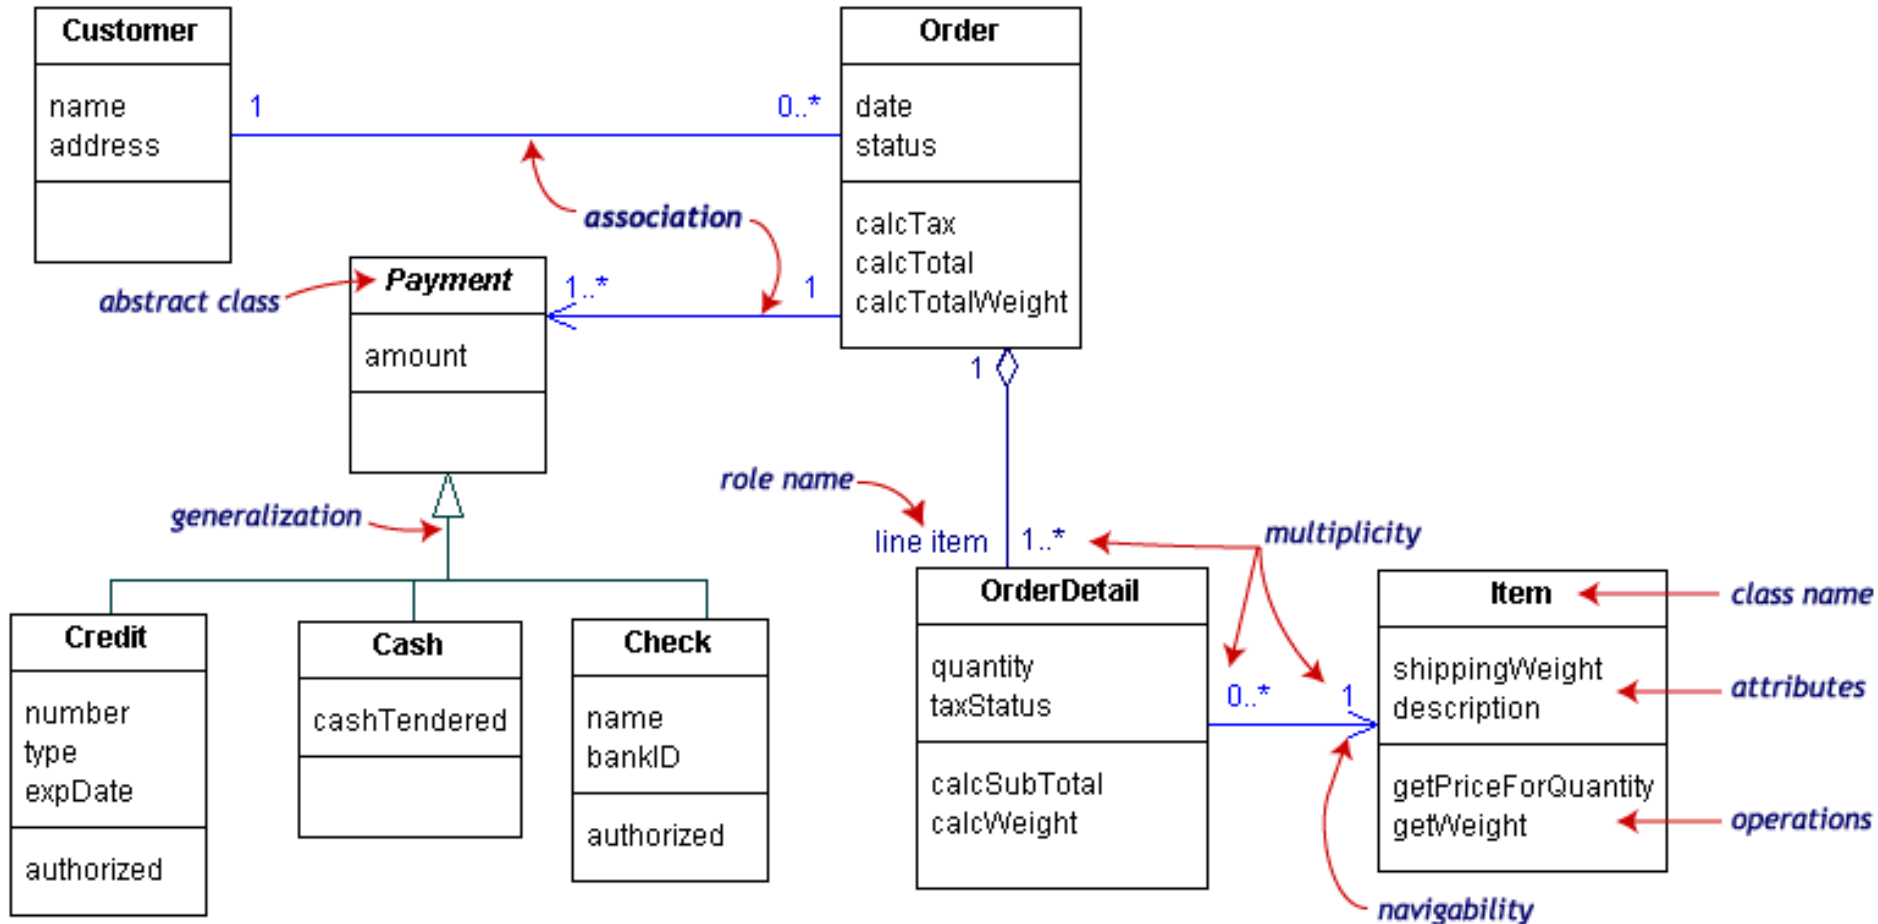 Customer
name
address
1
0..*
Order
date
status
calcTax
calcTotal
calcTotalWeight
association
abstract class
Payment
amount
1..*
1
1
generalization
role name
line item
1..*
multiplicity
Credit
number
type
expDate
authorized
Cash
cashTendered
Check
name
bankID
authorized
OrderDetail
quantity
taxStatus
calcSubTotal
calcWeight
0..*
1
Item
shippingWeight
description
getPriceForQuantity
getWeight
class name
attributes
operations
navigability